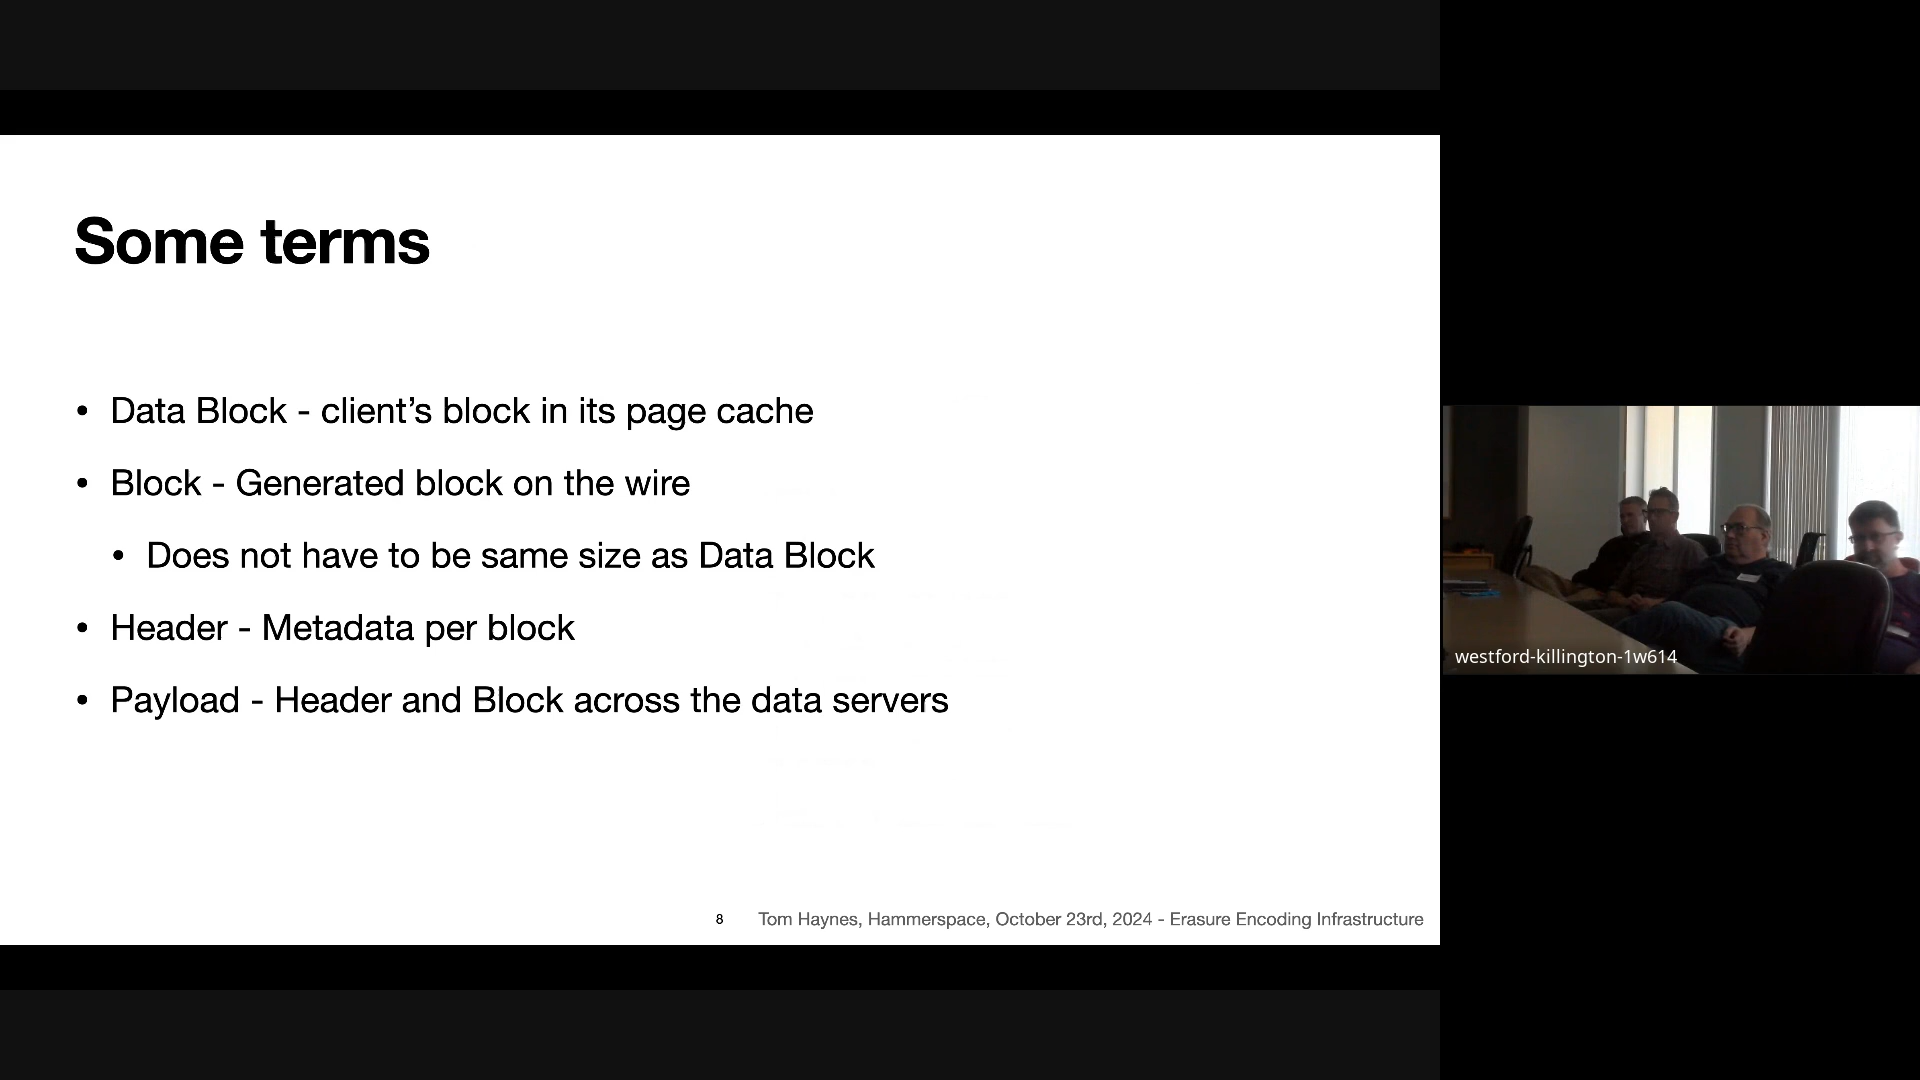 Some terms
• Data Block - client’s block in its page cache
• Block - Generated block on the wire
• Does not have to be same size as Data Block
• Header - Metadata per block
• Payload - Header and Block across the data servers
8 Tom Haynes, Hammerspace, October 23rd, 2024 - Erasure Encoding Infrastructure
westford-killington-1w614